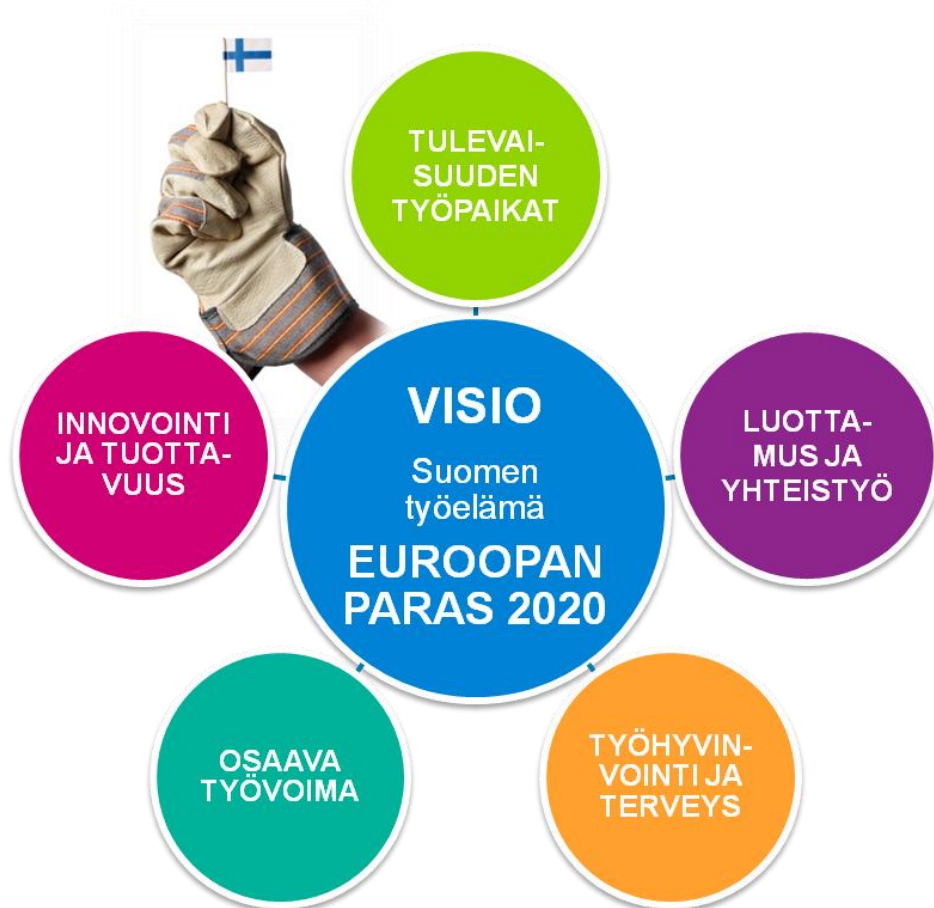 TULEVAI-
SUUDEN
TYÖPAIKAT
INNOVOINTI
JA TUOTTA-
VUUS
VISIO
Suomen
työelämä
EUROOPAN
PARAS 2020
LUOTTA-
MUS JA
YHTEISTYÖ
OSAAVA
TYÖVOIMA
TYÖHYVIN-
VOINTI JA
TERVEYS